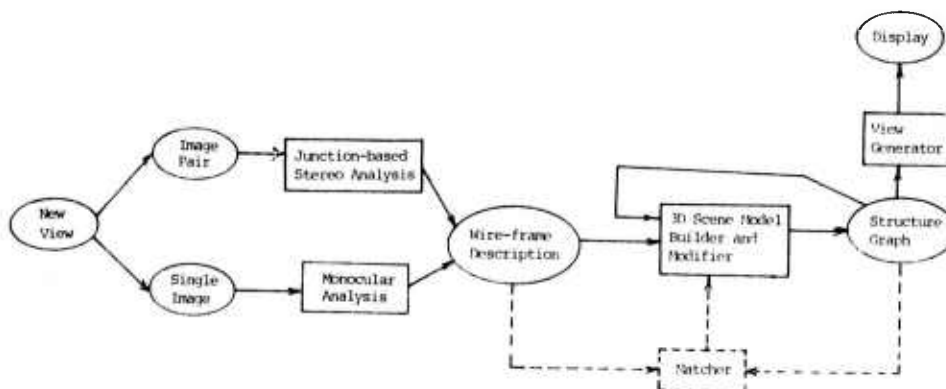 Display
View
Generator
Image
Pair
Junction-based
Stereo Analysis
New
View
Wire-frame
Description
3D Scene Model
Builder and
Modifier
Structure
Graph
Single
Image
Monocular
Analysis
Matcher